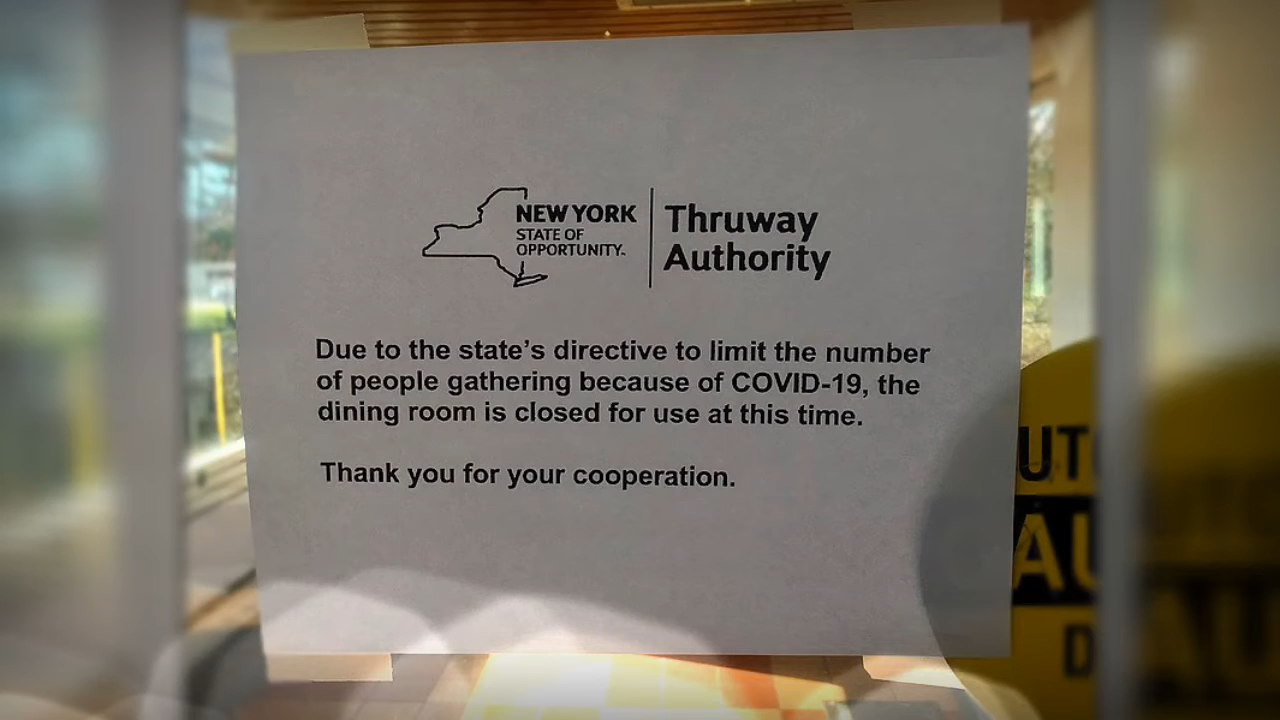 NEW YORK
STATE OF
OPPORTUNITY.
Thruway
Authority
Due to the state's directive to limit the number
of people gathering because of COVID-19, the
dining room is closed for use at this time.
Thank you for your cooperation.